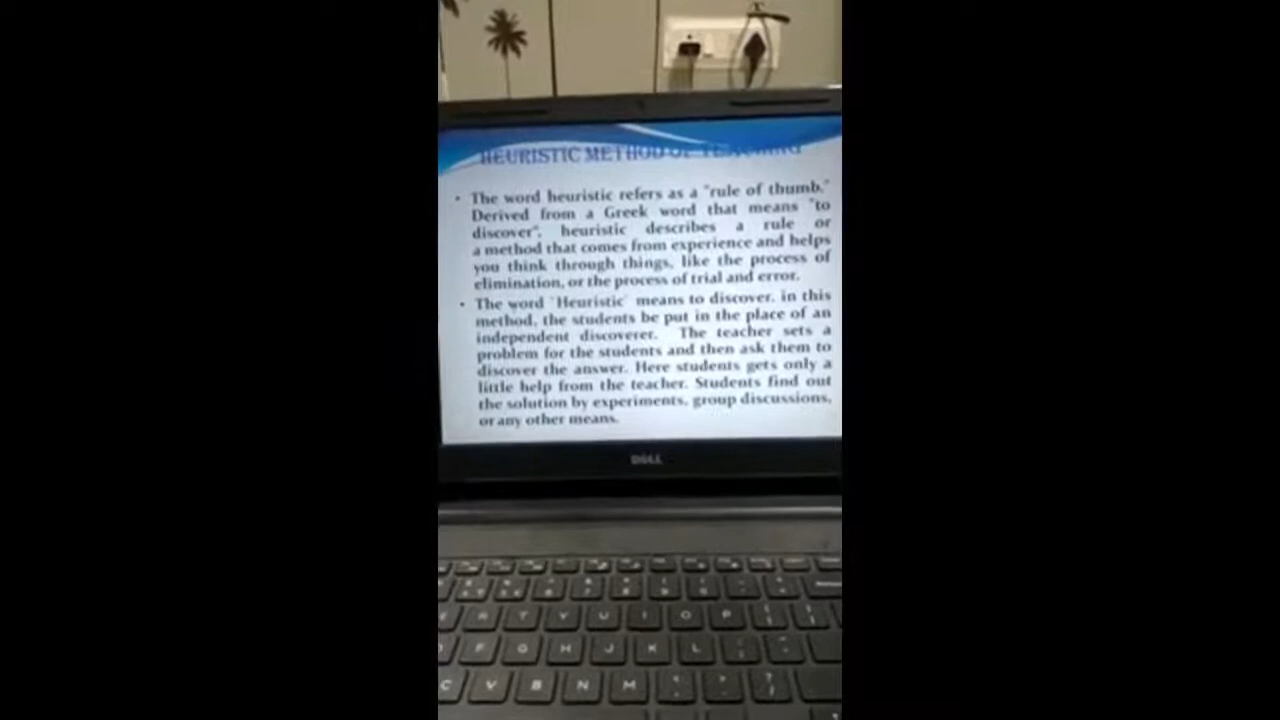 HEURISTIC METHOD OF TEACHING
• The word heuristic refers as a "rule of thumb."
Derived from a Greek word that means "to
discover", heuristic describes a rule or
a method that comes from experience and helps
you think through things, like the process of
elimination, or the process of trial and error.
• The word 'Heuristic' means to discover, in this
method, the students be put in the place of an
independent discoverer. The teacher sets a
problem for the students and then ask them to
discover the answer. Here students gets only a
little help from the teacher. Students find out
the solution by experiments, group discussions,
or any other means.
DELL
R T Y U I O P
F G H J K L
C V B N M